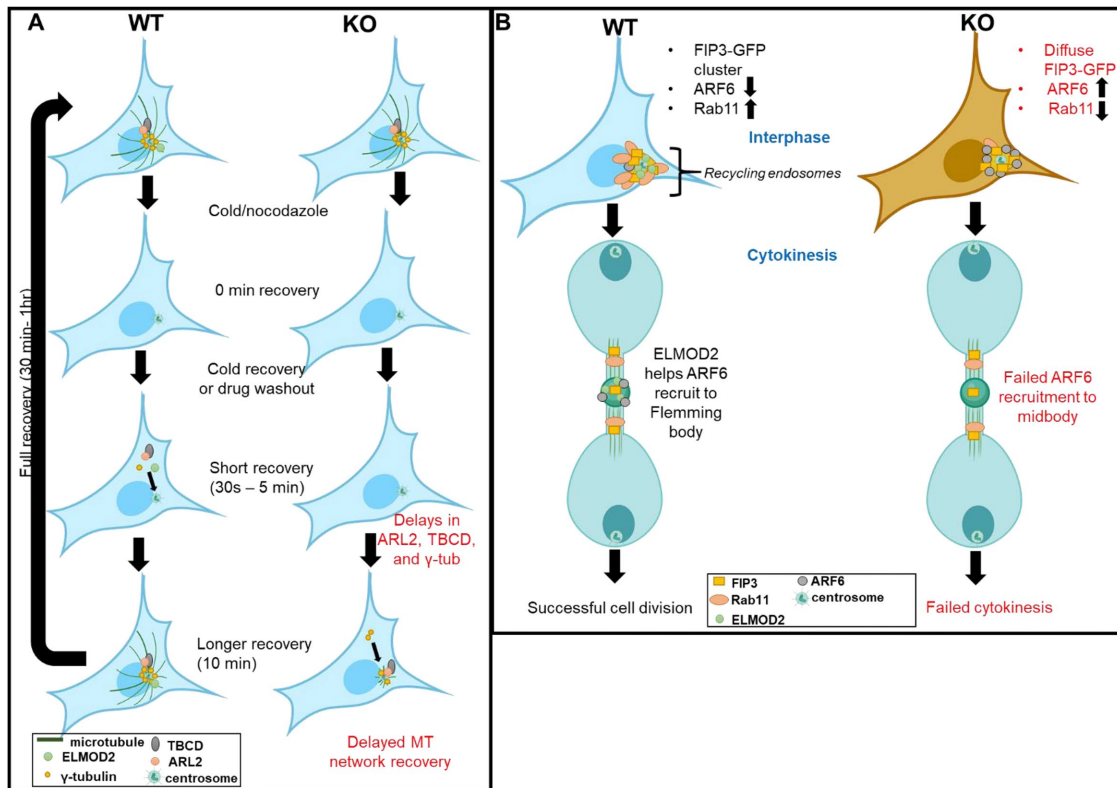 A
WT
KO
Cold/nocodazole
0 min recovery
Cold recovery
or drug washout
Short recovery
(30s – 5 min)
Delays in
ARL2, TBCD,
and γ-tub
Longer recovery
(10 min)
Delayed MT
network recovery
Full recovery (30 min- 1hr)
microtubule
ELMOD2
γ-tubulin
TBCD
ARL2
centrosome
B
WT
• FIP3-GFP
cluster
• ARF6
• Rab11
KO
• Diffuse
FIP3-GFP
• ARF6
• Rab11
Interphase
Recycling endosomes
Cytokinesis
ELMOD2
helps ARF6
recruit to
Flemming
body
Failed ARF6
recruitment to
midbody
Successful cell division
FIP3
Rab11
ELMOD2
ARF6
centrosome
Failed cytokinesis